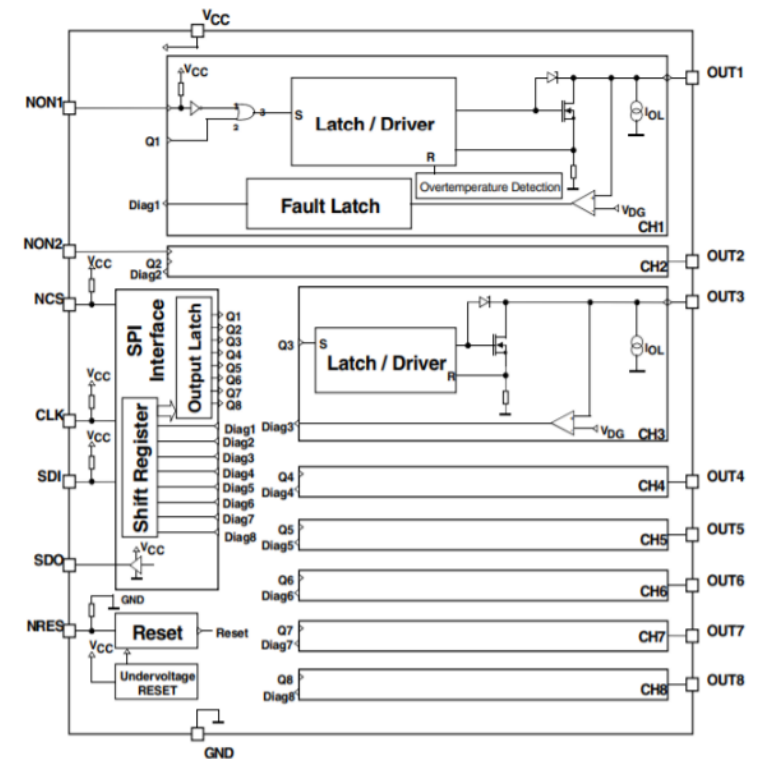 VCC
NON1
VCC
1
2
3
Q1
S
Latch / Driver
R
Overtemperature Detection
IOL
OUT1
Diag1
Fault Latch
VDG
CH1
NON2
Q2
Diag2
CH2
OUT2
VCC
NCS
SPI
Interface
Output Latch
Q1
Q2
Q3
Q4
Q5
Q6
Q7
Q8
Q3
S
Latch / Driver
R
IOL
OUT3
VCC
CLK
Shift Register
Diag1
Diag2
Diag3
Diag4
Diag5
Diag6
Diag7
Diag8
Diag3
VDG
CH3
VCC
SDI
Q4
Diag4
CH4
OUT4
Q5
Diag5
CH5
OUT5
SDO
VCC
Q6
Diag6
CH6
OUT6
GND
NRES
Reset
Reset
Q7
Diag7
CH7
OUT7
VCC
Undervoltage
RESET
Q8
Diag8
CH8
OUT8
GND